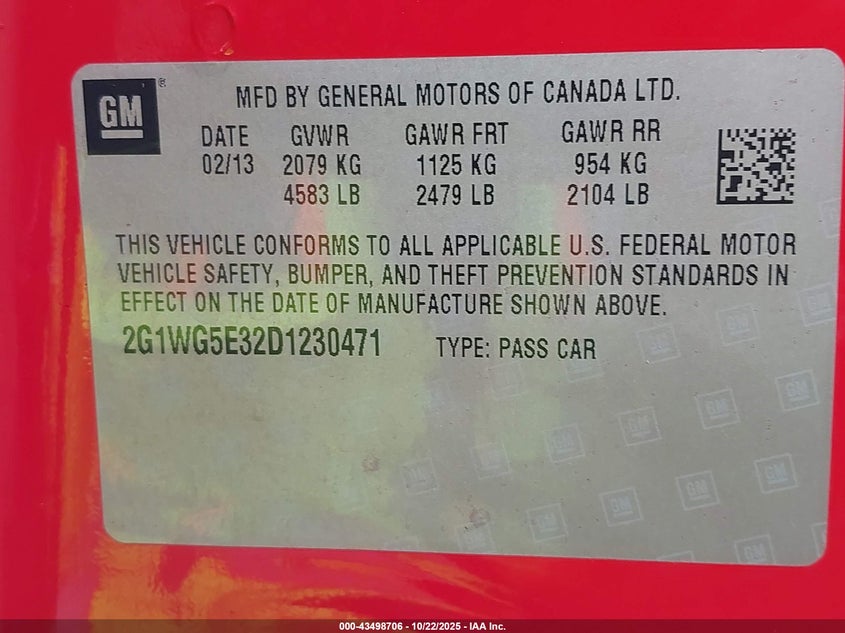 GM ®
MFD BY GENERAL MOTORS OF CANADA LTD.
DATE GVWR GAWR FRT GAWR RR
02/13 2079 KG 1125 KG 954 KG
4583 LB 2479 LB 2104 LB
THIS VEHICLE CONFORMS TO ALL APPLICABLE U.S. FEDERAL MOTOR
VEHICLE SAFETY, BUMPER, AND THEFT PREVENTION STANDARDS IN
EFFECT ON THE DATE OF MANUFACTURE SHOWN ABOVE.
2G1WG5E32D1230471 TYPE: PASS CAR
000-43498706 - 10/22/2025 - IAA Inc.